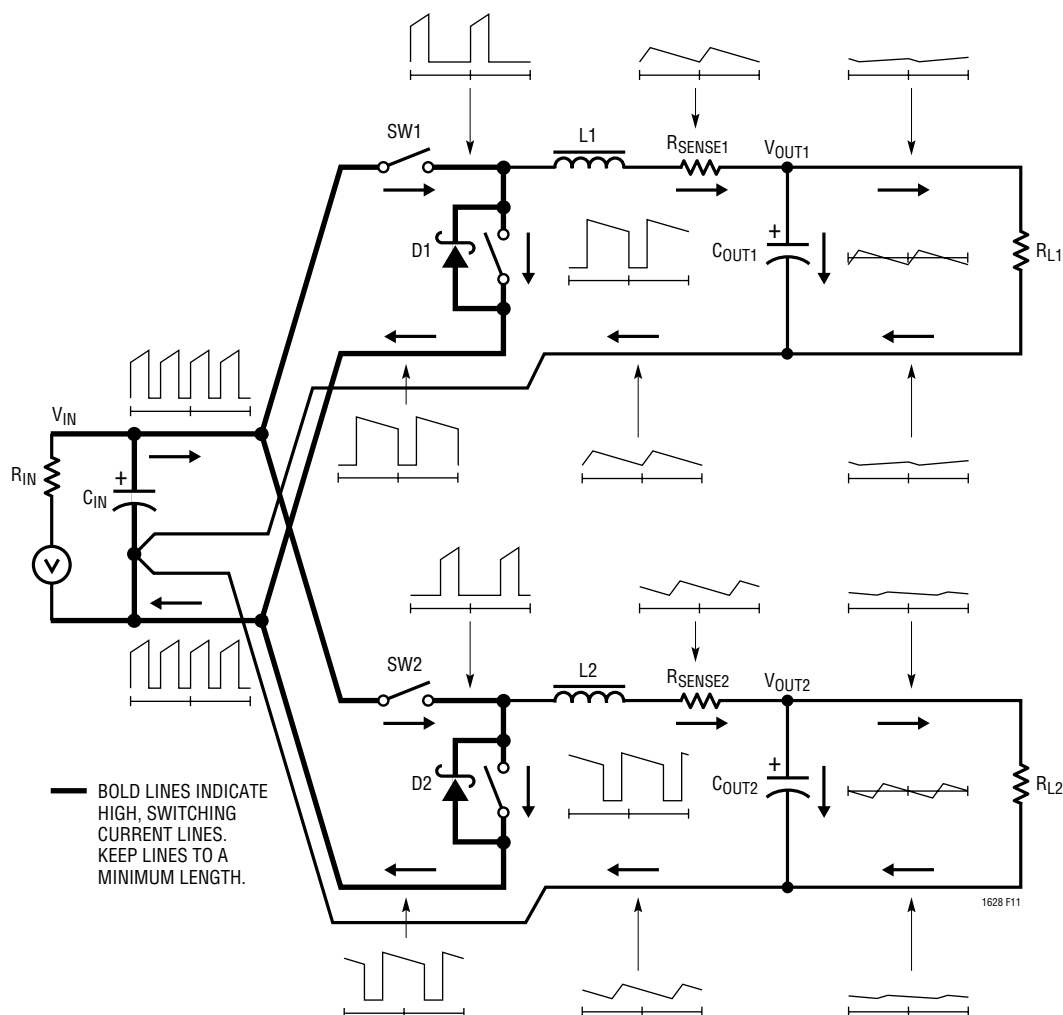 SW1
L1
RSENSE1
VOUT1
D1
+
COUT1
RL1
VIN
RIN
+
CIN
V
SW2
L2
RSENSE2
VOUT2
D2
+
COUT2
RL2
BOLD LINES INDICATE
HIGH, SWITCHING
CURRENT LINES.
KEEP LINES TO A
MINIMUM LENGTH.
1628 F11